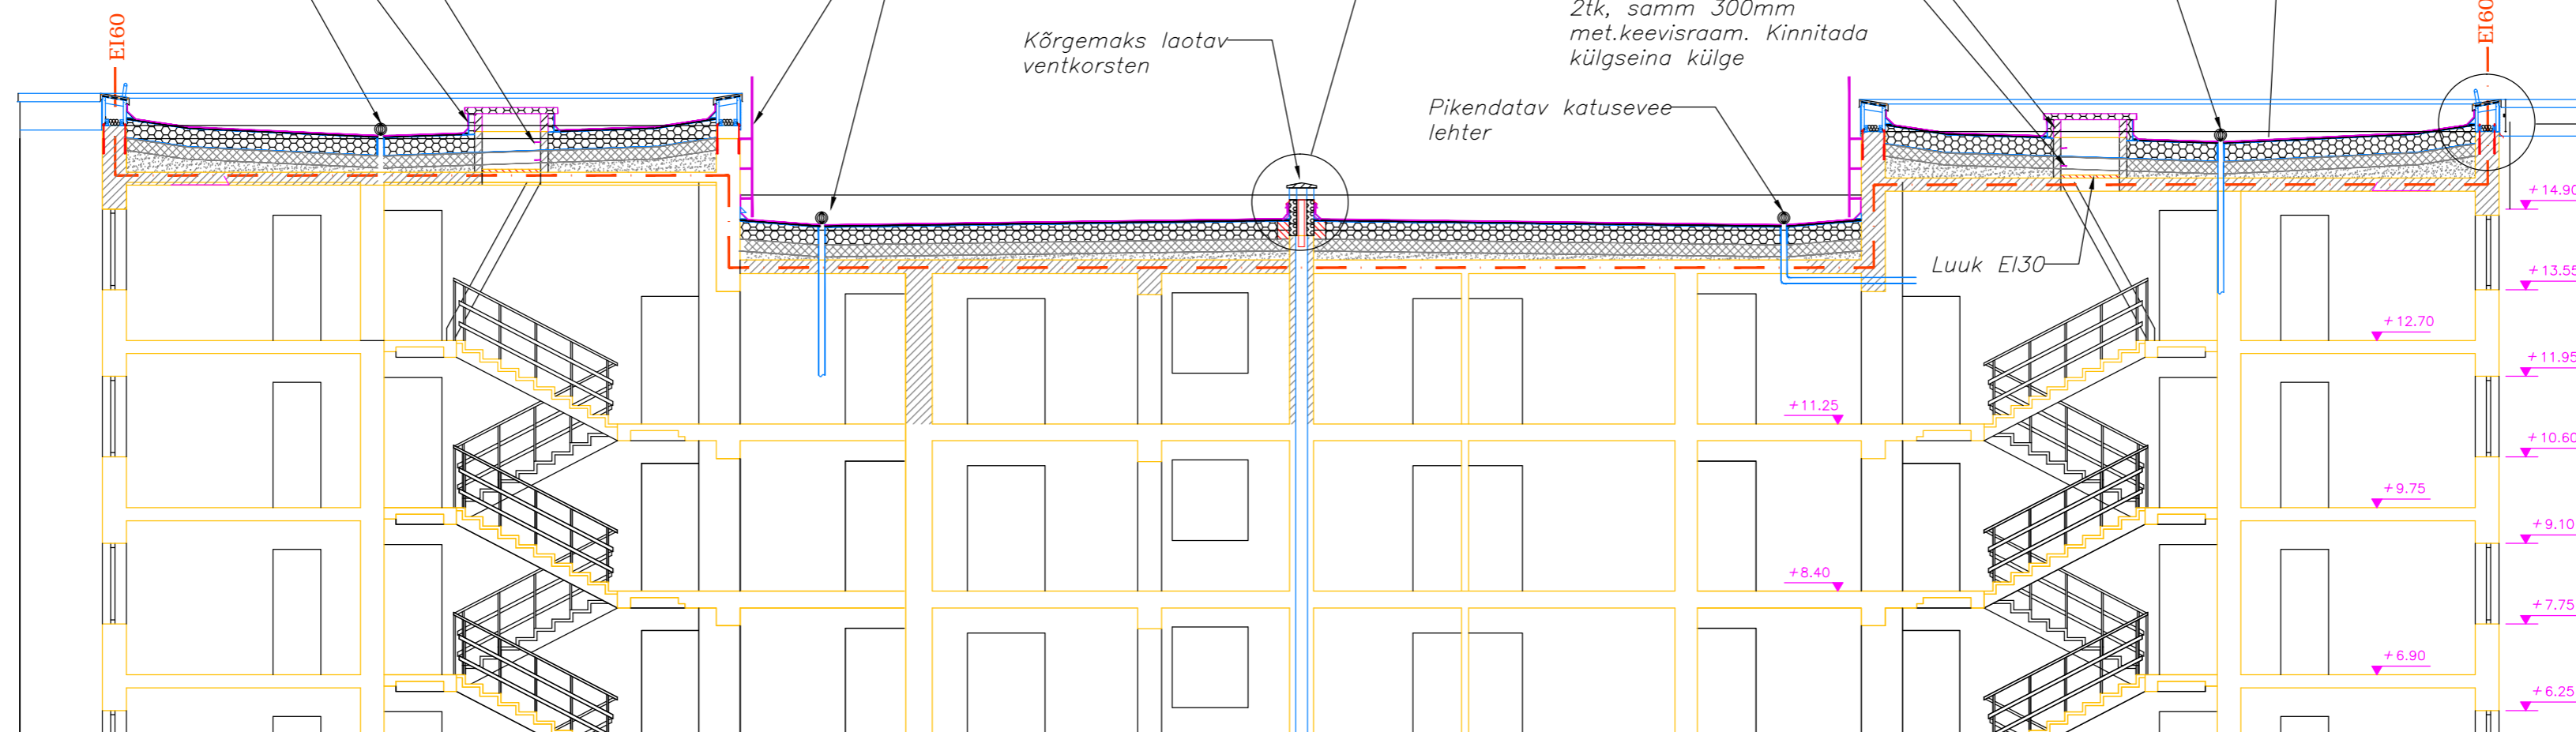 EI60
Kõrgemaks laotav
ventkorsten
2tk, samm 300mm
met.keevisraam. Kinnitada
külgseina külge
Pikendatav katusevee
lehter
EI60
Luuk EI30
+14.90
+13.55
+12.70
+11.95
+11.25
+10.60
+9.75
+9.10
+8.40
+7.75
+6.90
+6.25